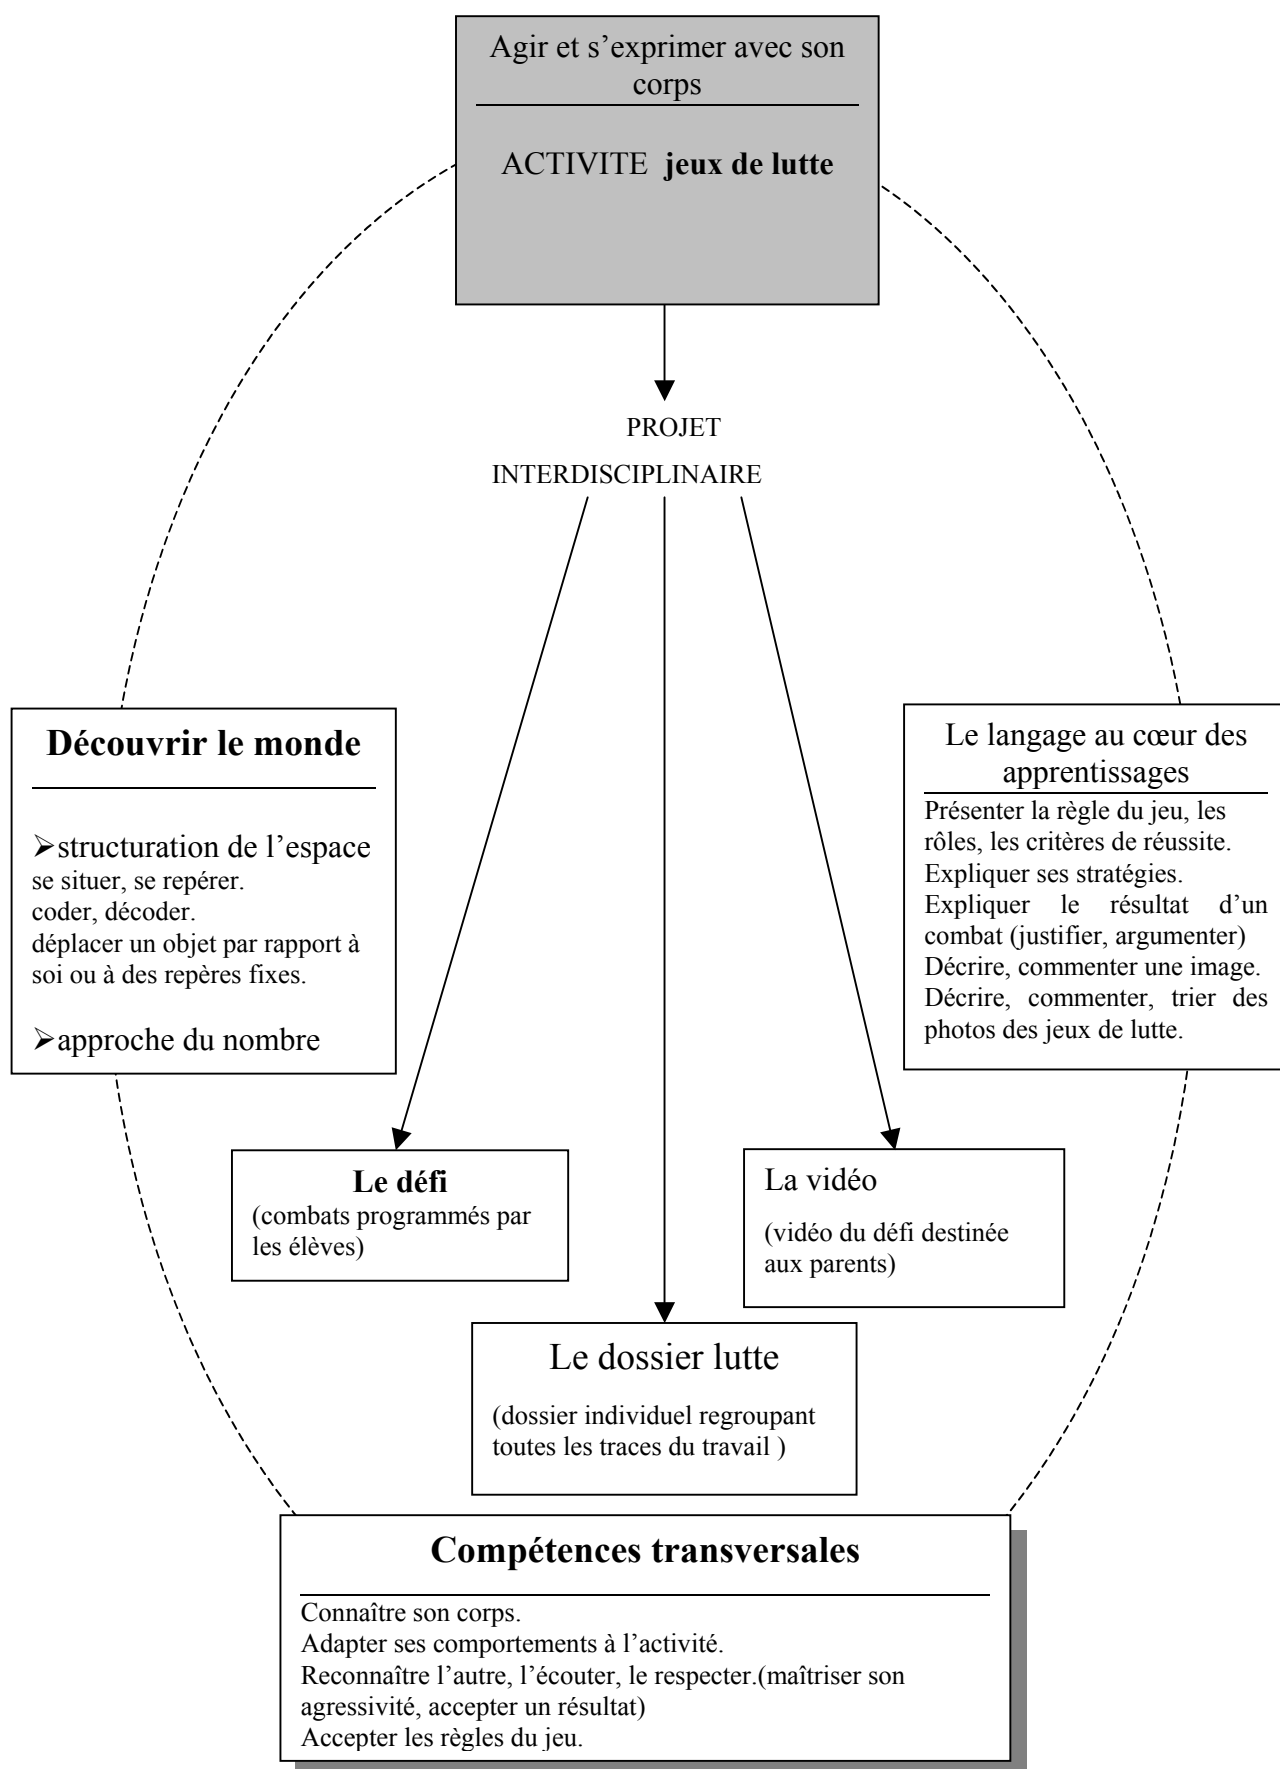 Agir et s’exprimer avec son
corps
ACTIVITE jeux de lutte
PROJET
INTERDISCIPLINAIRE
Découvrir le monde
➢structuration de l’espace
se situer, se repérer.
coder, décoder.
déplacer un objet par rapport à
soi ou à des repères fixes.
➢approche du nombre
Le langage au cœur des
apprentissages
Présenter la règle du jeu, les
rôles, les critères de réussite.
Expliquer ses stratégies.
Expliquer le résultat d’un
combat (justifier, argumenter)
Décrire, commenter une image.
Décrire, commenter, trier des
photos des jeux de lutte.
Le défi
(combats programmés par
les élèves)
La vidéo
(vidéo du défi destinée
aux parents)
Le dossier lutte
(dossier individuel regroupant
toutes les traces du travail )
Compétences transversales
Connaître son corps.
Adapter ses comportements à l’activité.
Reconnaître l’autre, l’écouter, le respecter.(maîtriser son
agressivité, accepter un résultat)
Accepter les règles du jeu.